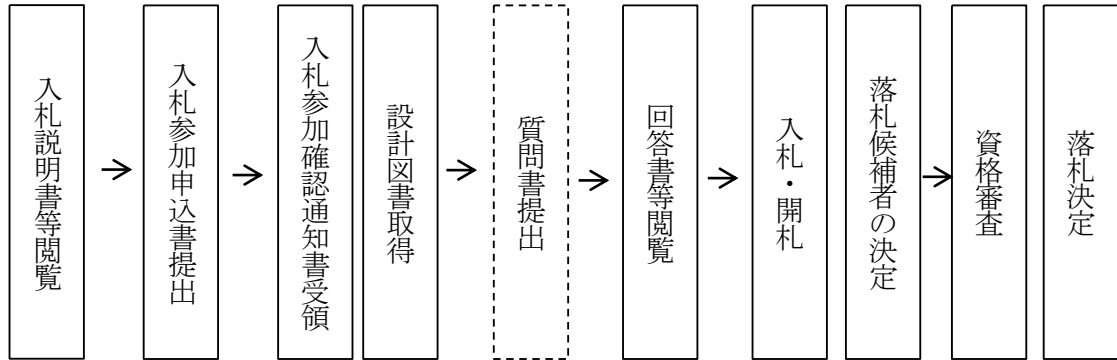 入札説明書等閲覧
入札参加申込書提出
入札参加確認通知書受領
設計図書取得
質問書提出
回答書等閲覧
入札・開札
落札候補者の決定
資格審査
落札決定